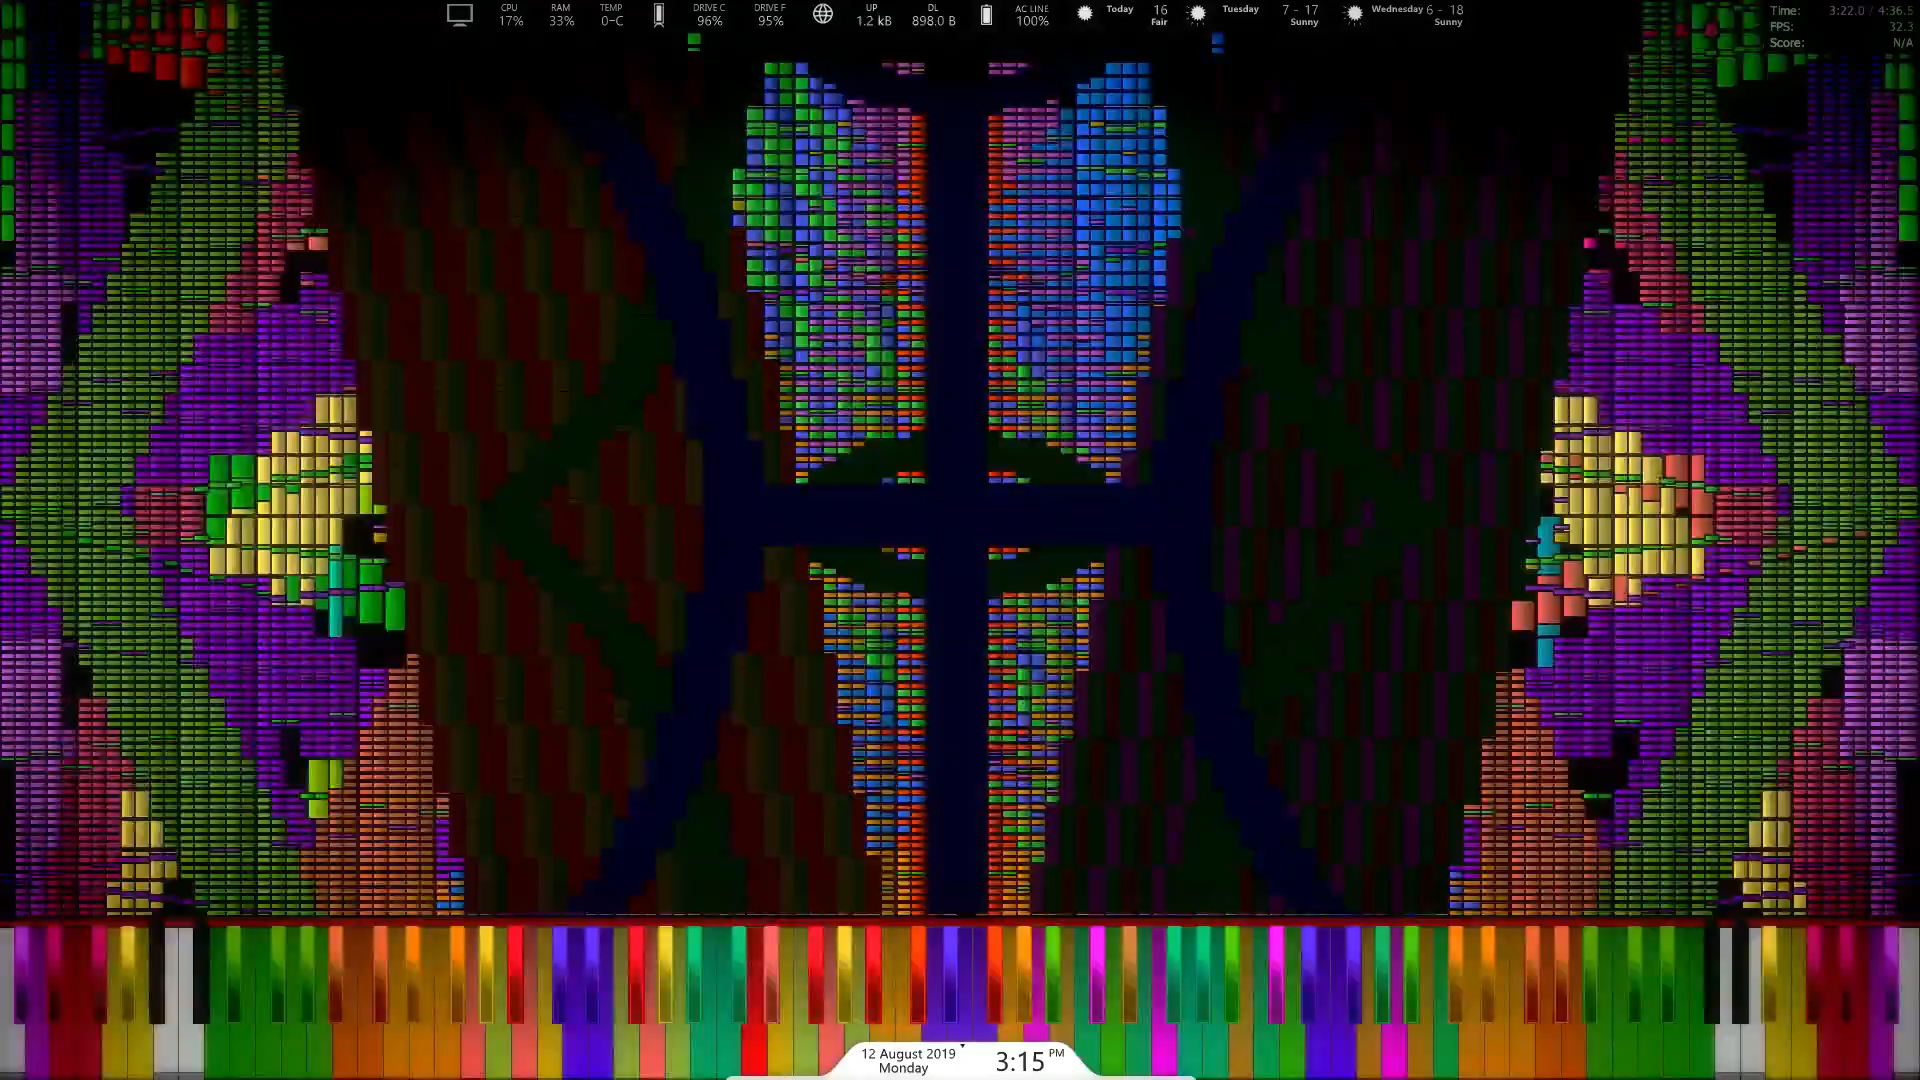 CPU
17%
RAM
33%
TEMP
0-C
DRIVE C
96%
DRIVE F
95%
UP
1.2 kB
DL
898.0 B
AC LINE
100%
Today
16
Fair
Tuesday
7 - 17
Sunny
Wednesday
6 - 18
Sunny
Time: 3:22.0 / 4:36.5
FPS: 32.3
Score: N/A
12 August 2019
Monday
3:15 PM